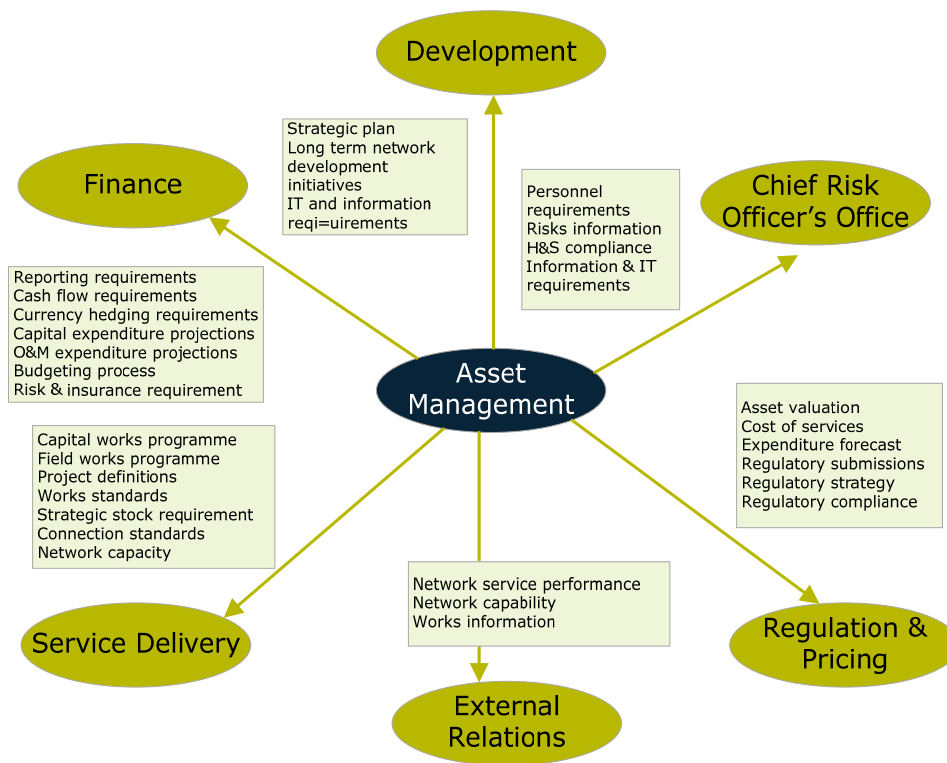 Development
Strategic plan
Long term network
development
initiatives
IT and information
reqi=uirements
Finance
Personnel
requirements
Risks information
H&S compliance
Information & IT
requirements
Chief Risk
Officer’s Office
Reporting requirements
Cash flow requirements
Currency hedging requirements
Capital expenditure projections
O&M expenditure projections
Budgeting process
Risk & insurance requirement
Asset
Management
Asset valuation
Cost of services
Expenditure forecast
Regulatory submissions
Regulatory strategy
Regulatory compliance
Capital works programme
Field works programme
Project definitions
Works standards
Strategic stock requirement
Connection standards
Network capacity
Network service performance
Network capability
Works information
Service Delivery
Regulation &
Pricing
External
Relations